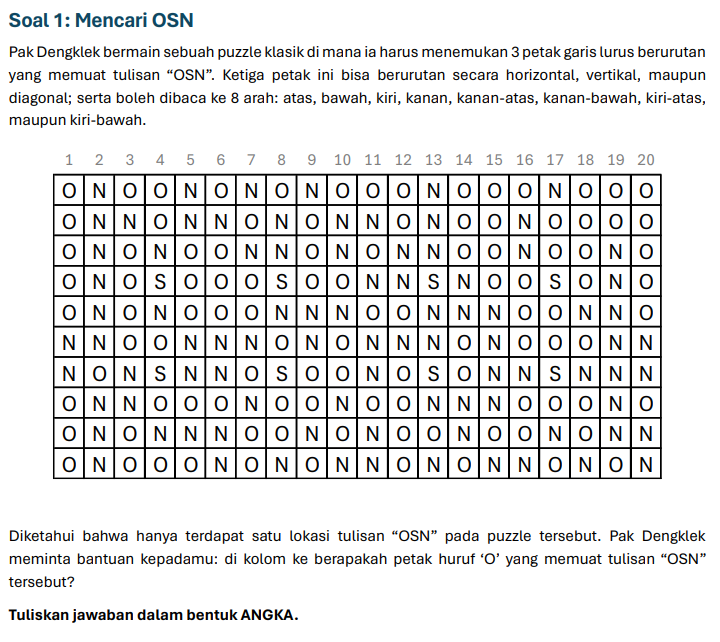 Soal 1: Mencari OSN
Pak Dengklek bermain sebuah puzzle klasik di mana ia harus menemukan 3 petak garis lurus berurutan
yang memuat tulisan “OSN”. Ketiga petak ini bisa berurutan secara horizontal, vertikal, maupun
diagonal; serta boleh dibaca ke 8 arah: atas, bawah, kiri, kanan, kanan-atas, kanan-bawah, kiri-atas,
maupun kiri-bawah.
1 2 3 4 5 6 7 8 9 10 11 12 13 14 15 16 17 18 19 20
O N O O N O N O N O O O N O O O N O O O
O N N O N N O N O N N O N O O N O O O O
O N O N O O N N O N O N N O O N O O N O
O N O S O O O S O O N N S N O O S O N O
O N O N O O O N N N O O N N N O O N N O
N N O O N N N O N O N N N O N O O O N N
N O N S N N O S O O N O S O N N S N N N
O N N O O O N O O N O O N N N O O O N O
O N O N N N O O N O N O O N O O N O N N
O N O O O N O N O N N O N O N N O N O N
Diketahui bahwa hanya terdapat satu lokasi tulisan “OSN” pada puzzle tersebut. Pak Dengklek
meminta bantuan kepadamu: di kolom ke berapakah petak huruf ‘O’ yang memuat tulisan “OSN”
tersebut?
Tuliskan jawaban dalam bentuk ANGKA.